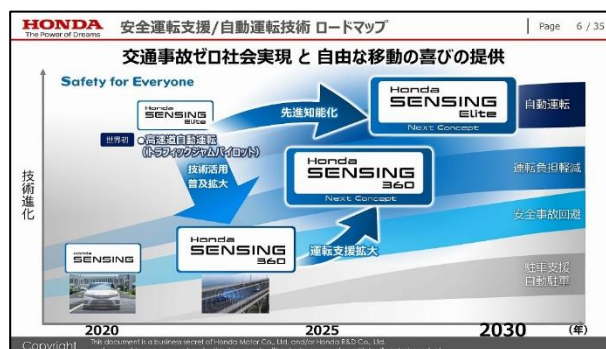 HONDA
The Power of Dreams
安全運転支援/自動運転技術 ロードマップ
Page 6 / 35
交通事故ゼロ社会実現 と 自由な移動の喜びの提供
Safety for Everyone
Honda
SENSING
Elite
先進知能化
Honda
SENSING
Elite
Next Concept
自動運転
世界初
高速道自動運転
(トラフィックジャムパイロット)
技術活用
普及拡大
Honda
SENSING
360
Next Concept
運転負担軽減
技術進化
安全事故回避
Honda
SENSING
Honda
SENSING
360
運転支援拡大
駐車支援
自動駐車
2020
2025
2030
(年)
Copyright
This document is a business secret of Honda Motor Co., Ltd. and/or Honda R&D Co., Ltd.